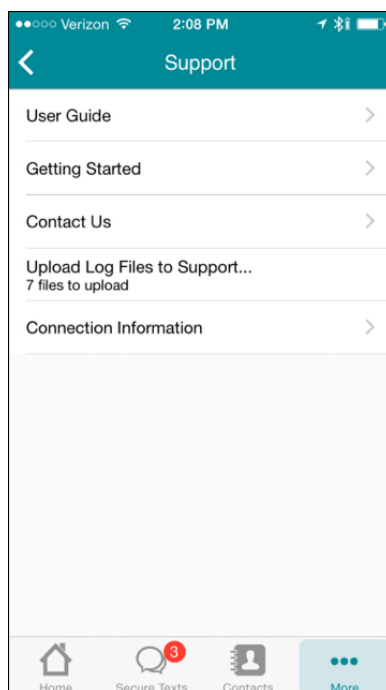 Verizon 2:08 PM
Support
User Guide
Getting Started
Contact Us
Upload Log Files to Support...
7 files to upload
Connection Information
3
Home Secure Texts Contacts More